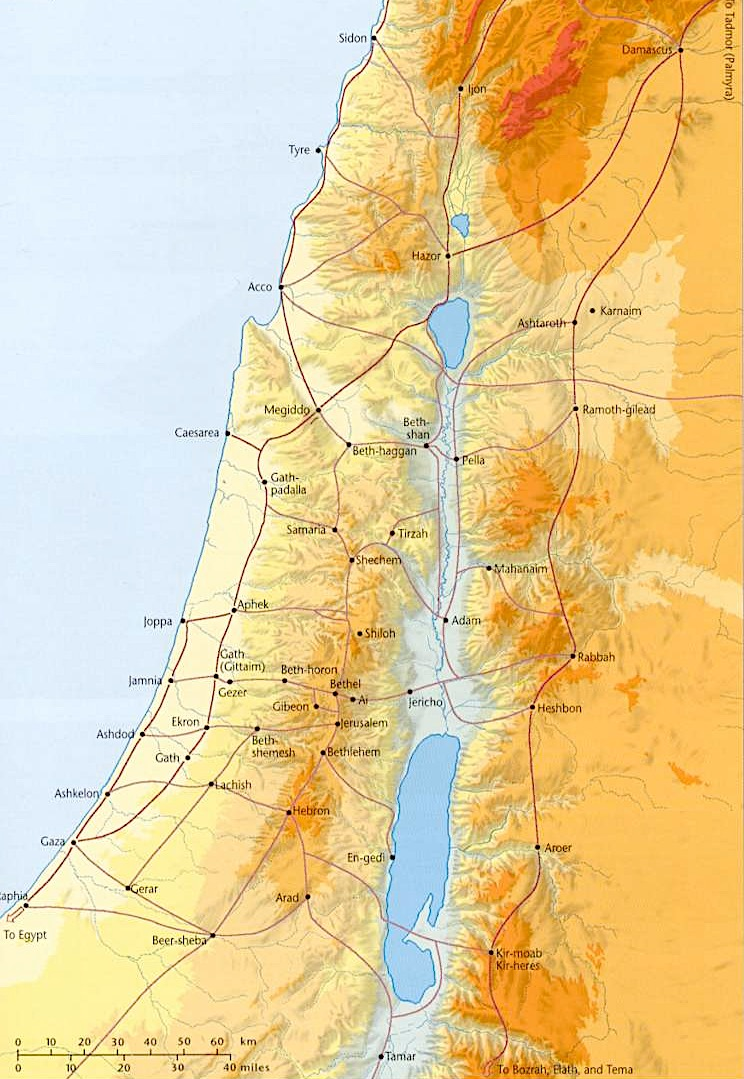 To Tadmor (Palmyra)
Sidon
Damascus
Ijon
Tyre
Hazor
Acco
Karnaim
Ashtaroth
Megiddo
Ramoth-gilead
Caesarea
Beth-
shan
Beth-haggan
Pella
Gath-
padalla
Samaria
Tirzah
Shechem
Mahanaim
Aphek
Joppa
Adam
Shiloh
Gath
(Gittaim)
Rabbah
Beth-horon
Jamnia
Gezer
Bethel
Ai
Jericho
Gibeon
Heshbon
Ekron
Jerusalem
Ashdod
Beth-
shemesh
Bethlehem
Gath
Lachish
Ashkelon
Hebron
Gaza
Aroer
En-gedi
Gerar
Raphia
Arad
To Egypt
Beer-sheba
Kir-moab
Kir-heres
0 10 20 30 40 50 60 km
0 10 20 30 40 miles
Tamar
To Bozrah, Elath, and Tema